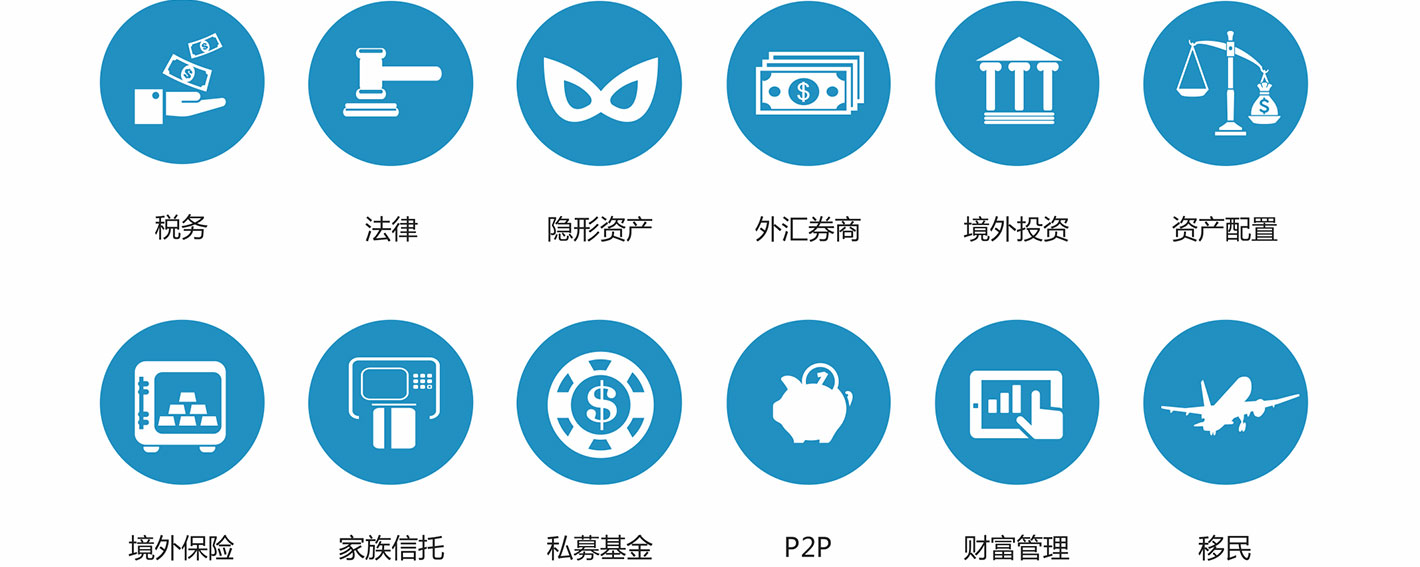 税务 法律 隐形资产 外汇券商 境外投资 资产配置
境外保险 家族信托 私募基金 P2P 财富管理 移民